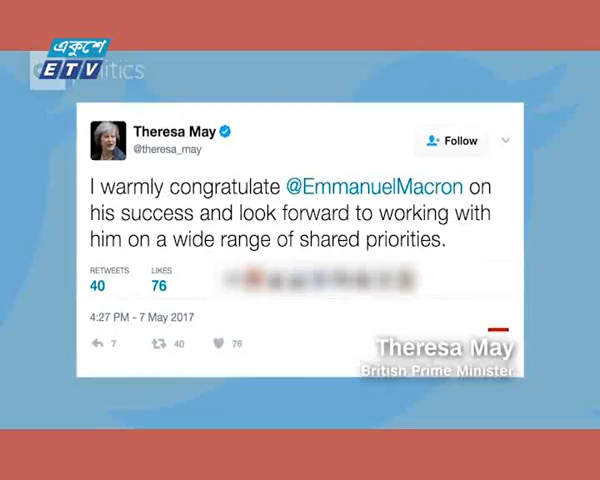 একুশে
ETV
politics
Theresa May
@theresa_may
Follow
I warmly congratulate @EmmanuelMacron on
his success and look forward to working with
him on a wide range of shared priorities.
RETWEETS LIKES
40 76
4:27 PM - 7 May 2017
7 40 76
Theresa May
British Prime Minister